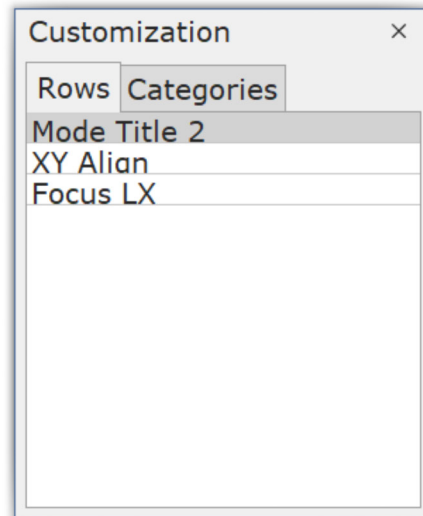 Customization
Rows Categories
Mode Title 2
XY Align
Focus LX